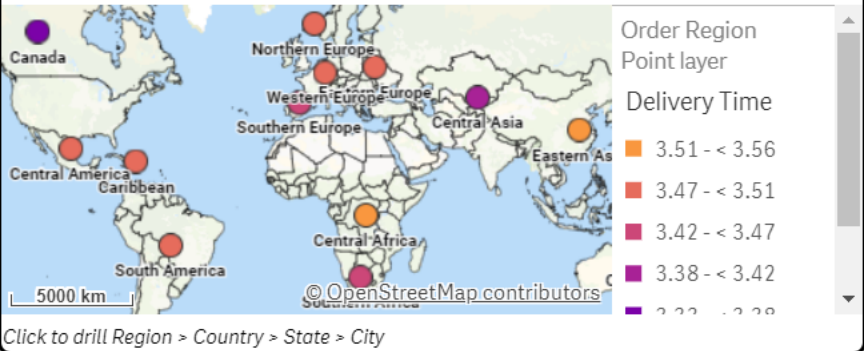 Canada
Northern Europe
Western Europe
Europe
Southern Europe
Central Asia
Eastern As
Central America
Caribbean
Central Africa
South America
5000 km
© OpenStreetMap contributors
Order Region
Point layer
Delivery Time
3.51 - < 3.56
3.47 - < 3.51
3.42 - < 3.47
3.38 - < 3.42
Click to drill Region > Country > State > City